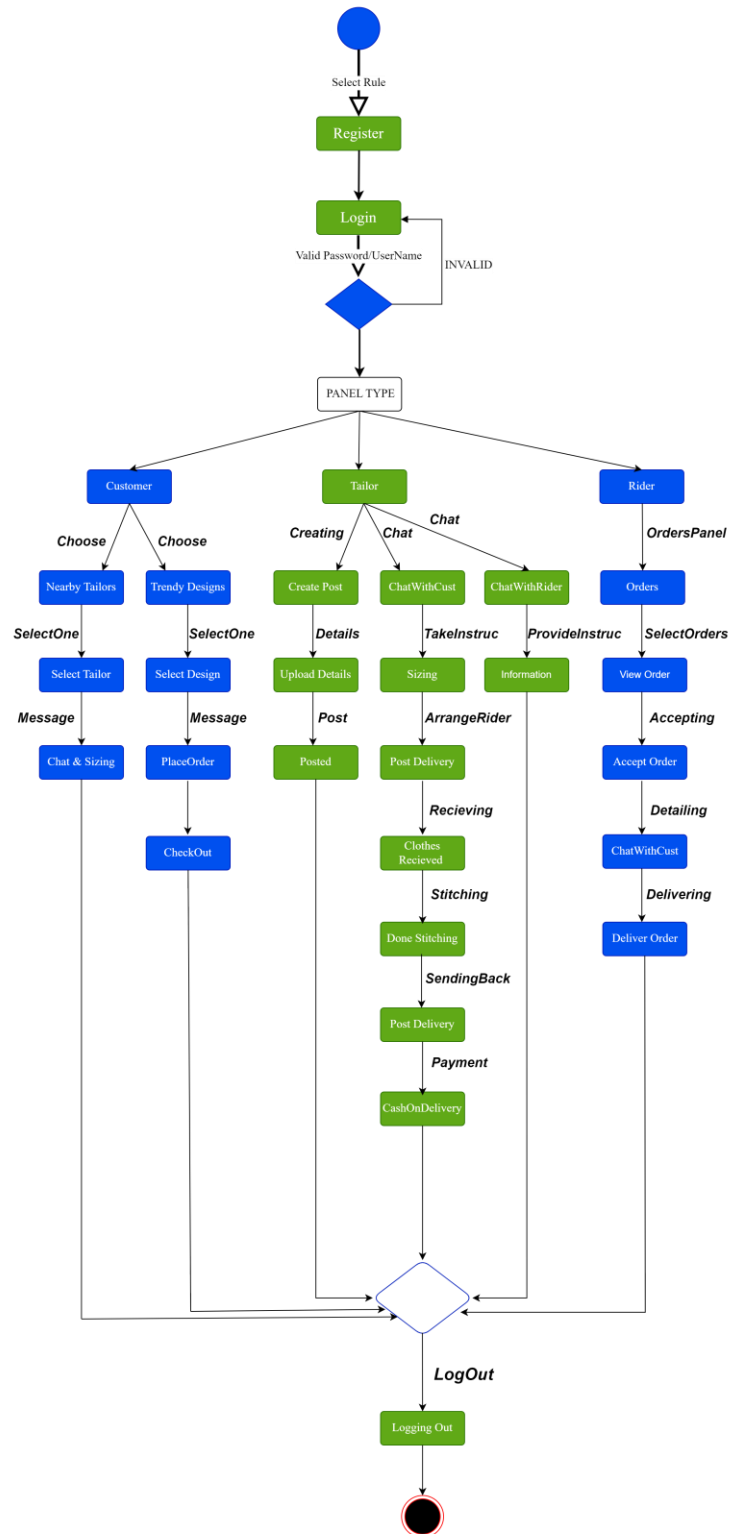 Select Rule
Register
Login
Valid Password/UserName
INVALID
PANEL TYPE
Customer
Tailor
Rider
Choose
Choose
Creating
Chat
Chat
OrdersPanel
Nearby Tailors
Trendy Designs
Create Post
ChatWithCust
ChatWithRider
Orders
SelectOne
SelectOne
Details
TakeInstruc
ProvideInstruc
SelectOrders
Select Tailor
Select Design
Upload Details
Sizing
Information
View Order
Message
Message
Post
ArrangeRider
Accepting
Chat & Sizing
PlaceOrder
Posted
Post Delivery
Accept Order
Recieving
Detailing
CheckOut
Clothes
Recieved
ChatWithCust
Stitching
Delivering
Done Stitching
Deliver Order
SendingBack
Post Delivery
Payment
CashOnDelivery
LogOut
Logging Out